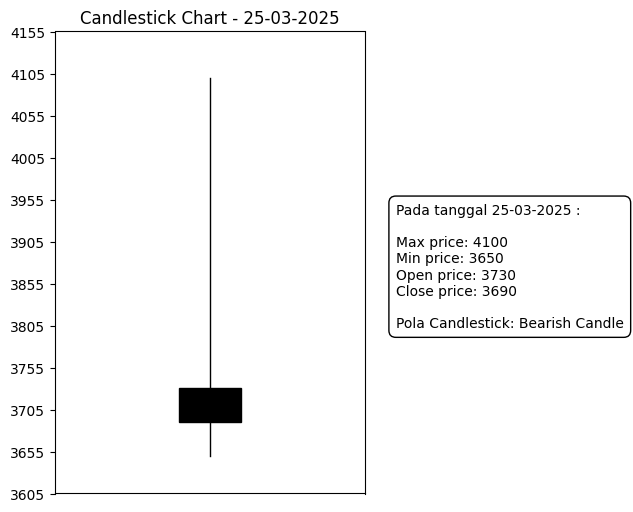 Candlestick Chart - 25-03-2025
4155
4105
4055
4005
3955
3905
3855
3805
3755
3705
3655
3605
Pada tanggal 25-03-2025 :
Max price: 4100
Min price: 3650
Open price: 3730
Close price: 3690
Pola Candlestick: Bearish Candle